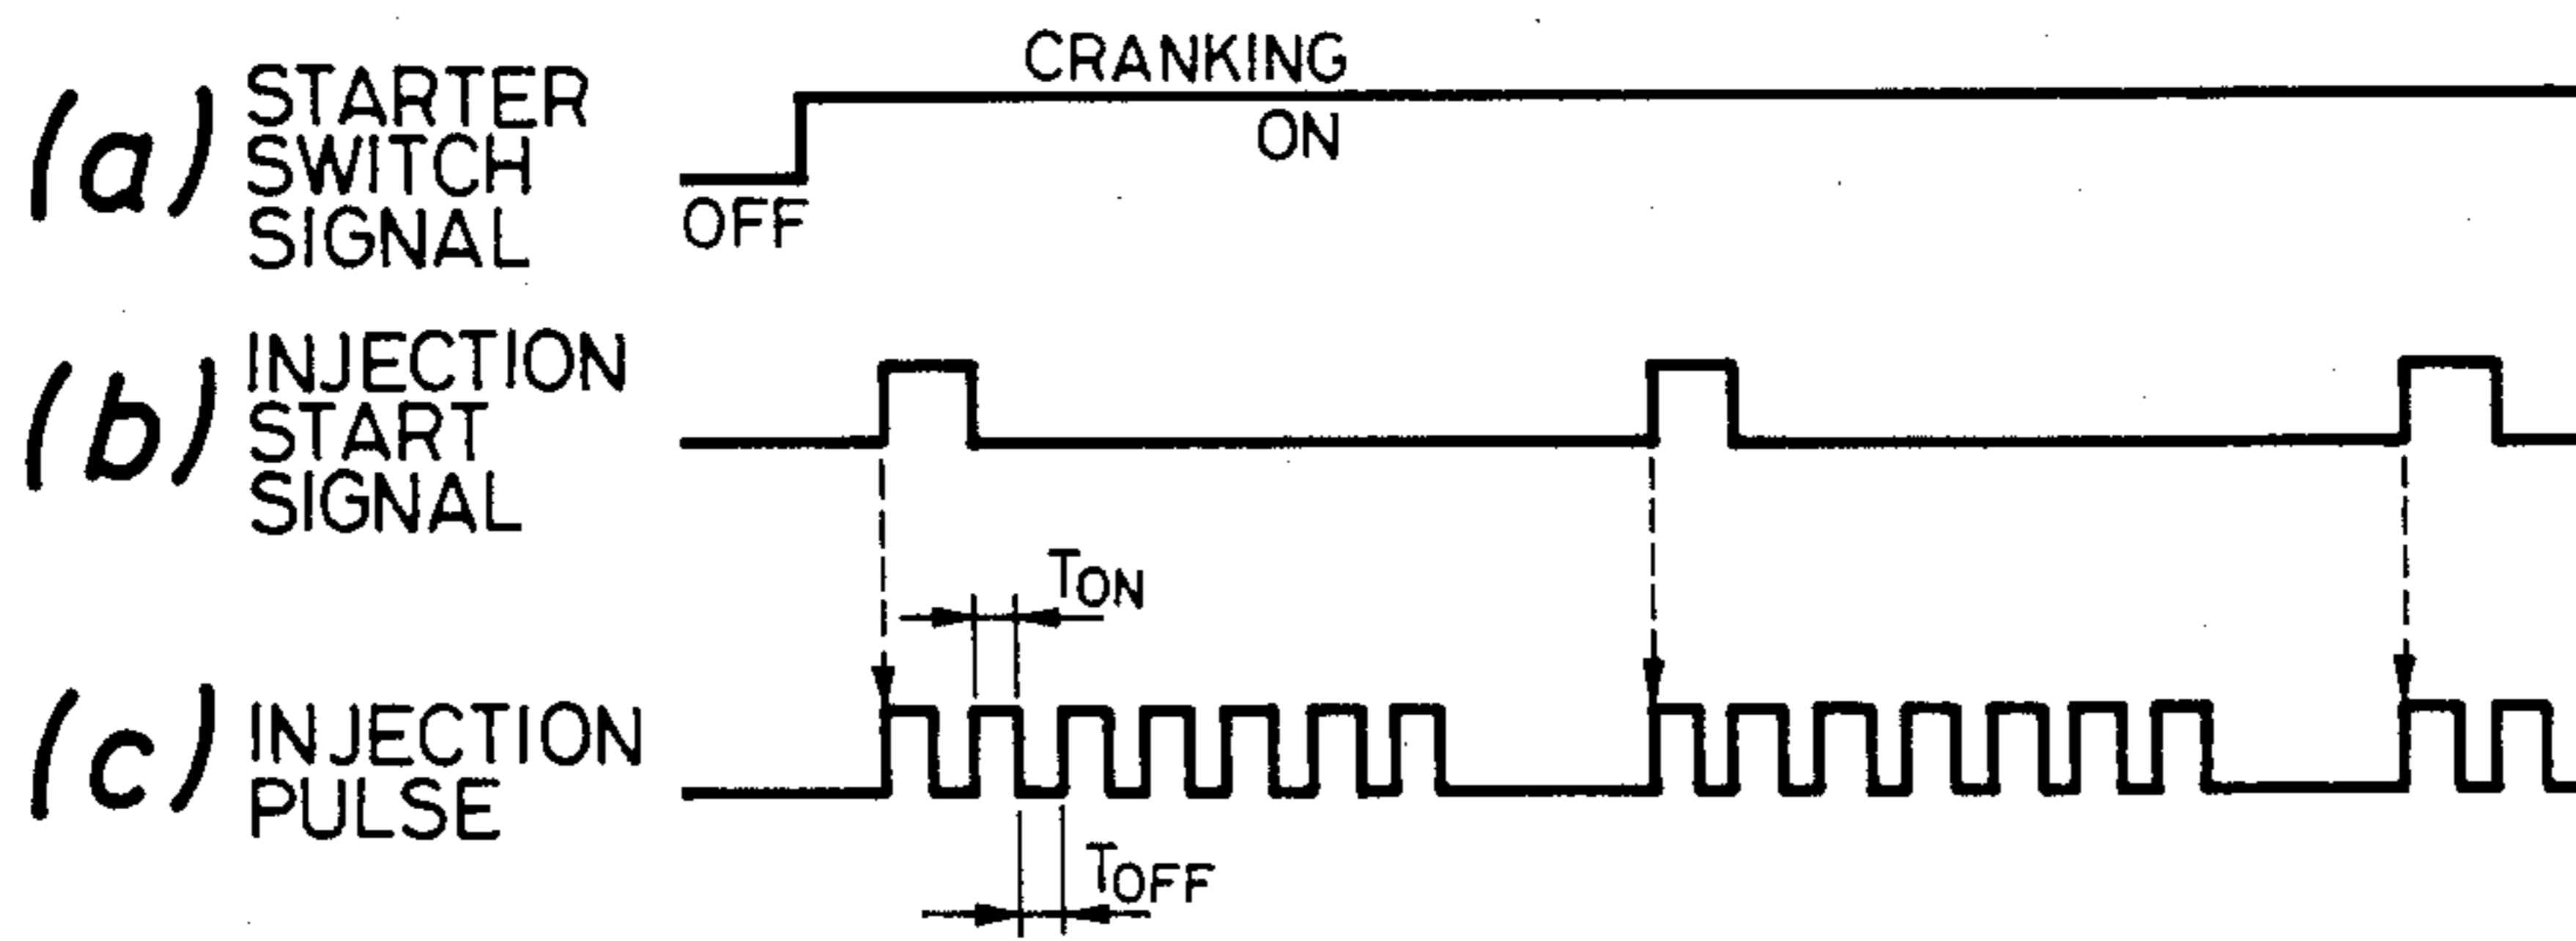 (a) STARTER
SWITCH
SIGNAL
CRANKING
ON
OFF
(b) INJECTION
START
SIGNAL
TON
(c) INJECTION
PULSE
TOFF